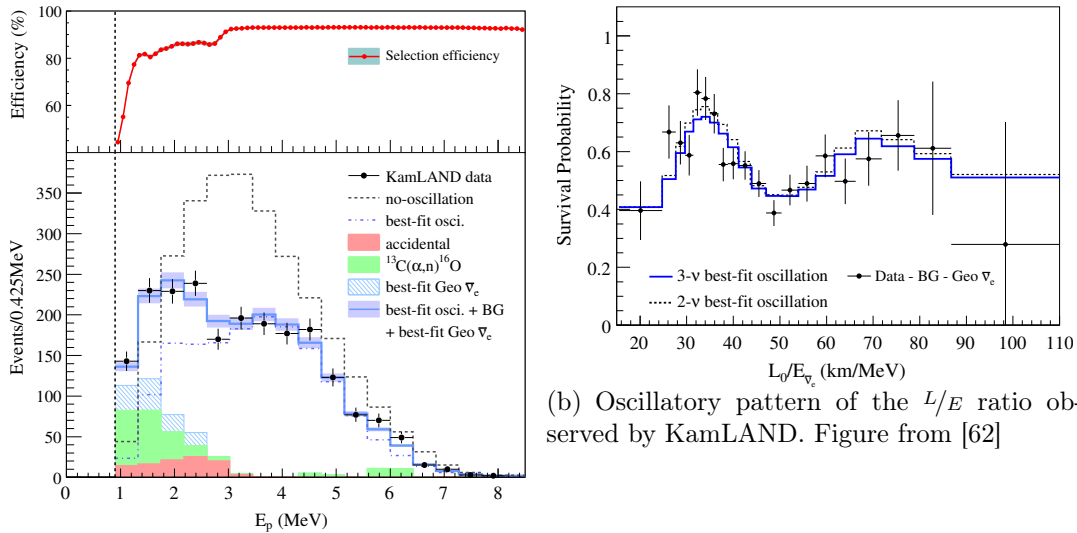 Efficiency (%)
100
80
60
Selection efficiency
Events/0.425MeV
350
300
250
200
150
100
50
0
KamLAND data
no-oscillation
best-fit osci.
accidental
¹³C(α,n)¹⁶O
best-fit Geo ν̅ₑ
best-fit osci. + BG
+ best-fit Geo ν̅ₑ
0 1 2 3 4 5 6 7 8
Eₚ (MeV)
Survival Probability
1
0.8
0.6
0.4
0.2
0
3-ν best-fit oscillation
2-ν best-fit oscillation
Data - BG - Geo ν̅ₑ
20 30 40 50 60 70 80 90 100 110
L₀/E_ν̅ₑ (km/MeV)
(b) Oscillatory pattern of the L/E ratio ob-
served by KamLAND. Figure from [62]